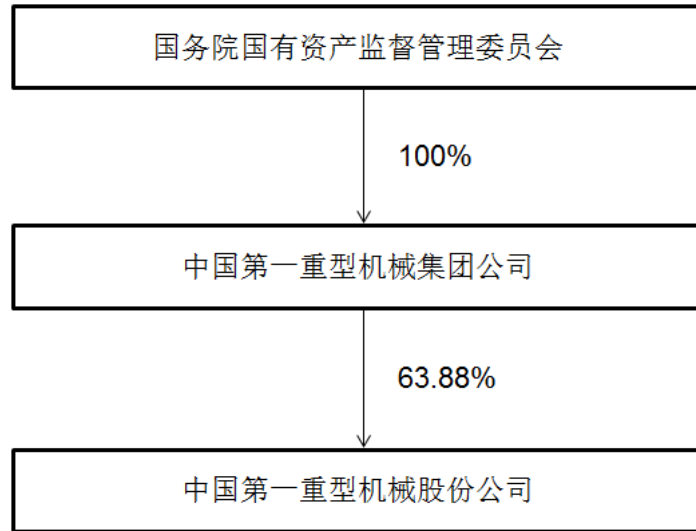 国务院国有资产监督管理委员会
100%
中国第一重型机械集团公司
63.88%
中国第一重型机械股份公司